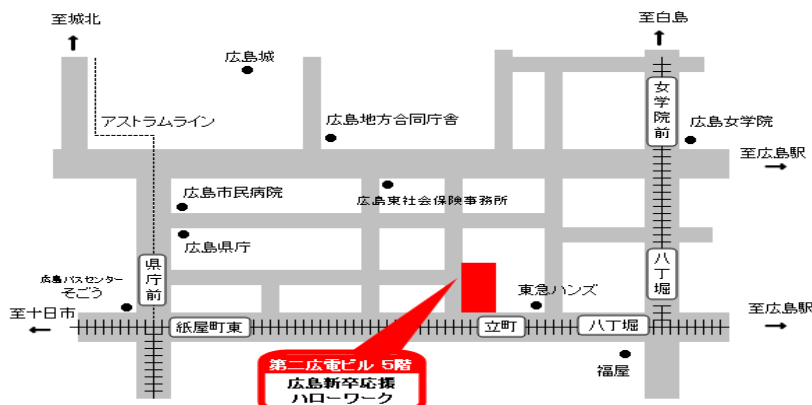 至城北
至白島
広島城
アストラムライン
広島地方合同庁舎
女学院前
広島女学院
至広島駅
広島市民病院
広島東社会保険事務所
広島県庁
県庁前
八丁堀
広島バスセンター
そごう
東急ハンズ
至十日市
紙屋町東
立町
八丁堀
至広島駅
第二広電ビル 5階
広島新卒応援
ハローワーク
福屋